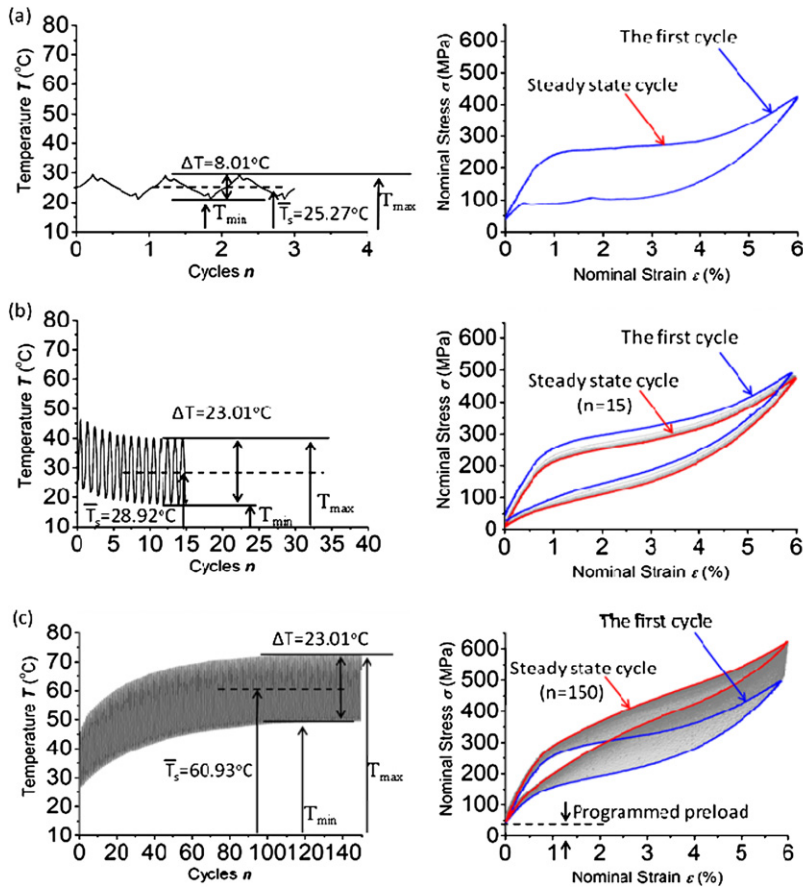 (a)
Temperature T (°C)
80
70
60
50
40
30
20
10
ΔT=8.01°C
Tmin
T̅s=25.27°C
Tmax
0 1 2 3 4
Cycles n
Nominal Stress σ (MPa)
600
500
400
300
200
100
0
The first cycle
Steady state cycle
0 1 2 3 4 5 6
Nominal Strain ε (%)
(b)
Temperature T (°C)
80
70
60
50
40
30
20
10
ΔT=23.01°C
T̅s=28.92°C
Tmin
Tmax
0 5 10 15 20 25 30 35 40
Cycles n
Nominal Stress σ (MPa)
600
500
400
300
200
100
0
The first cycle
Steady state cycle
(n=15)
0 1 2 3 4 5 6
Nominal Strain ε (%)
(c)
Temperature T (°C)
80
70
60
50
40
30
20
10
ΔT=23.01°C
T̅s=60.93°C
Tmin
Tmax
0 20 40 60 80 100 120 140
Cycles n
Nominal Stress σ (MPa)
600
500
400
300
200
100
0
The first cycle
Steady state cycle
(n=150)
Programmed preload
0 1 2 3 4 5 6
Nominal Strain ε (%)